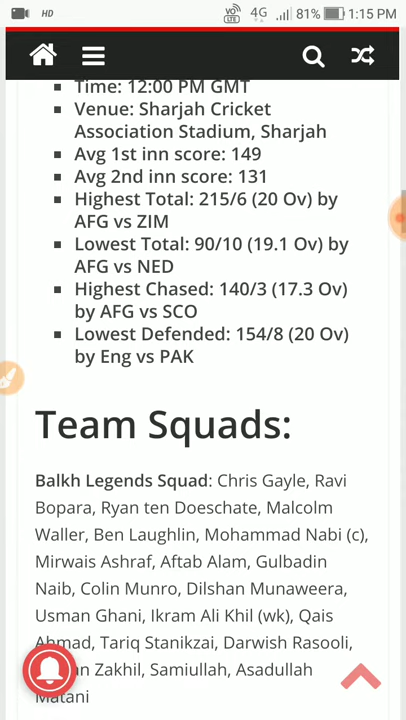 HD VO LTE 4G 81% 1:15 PM
Time: 12:00 PM GMT
Venue: Sharjah Cricket
Association Stadium, Sharjah
Avg 1st inn score: 149
Avg 2nd inn score: 131
Highest Total: 215/6 (20 Ov) by
AFG vs ZIM
Lowest Total: 90/10 (19.1 Ov) by
AFG vs NED
Highest Chased: 140/3 (17.3 Ov)
by AFG vs SCO
Lowest Defended: 154/8 (20 Ov)
by Eng vs PAK
Team Squads:
Balkh Legends Squad: Chris Gayle, Ravi
Bopara, Ryan ten Doeschate, Malcolm
Waller, Ben Laughlin, Mohammad Nabi (c),
Mirwais Ashraf, Aftab Alam, Gulbadin
Naib, Colin Munro, Dilshan Munaweera,
Usman Ghani, Ikram Ali Khil (wk), Qais
Ahmad, Tariq Stanikzai, Darwish Rasooli,
Zakhil, Samiullah, Asadullah
Matani